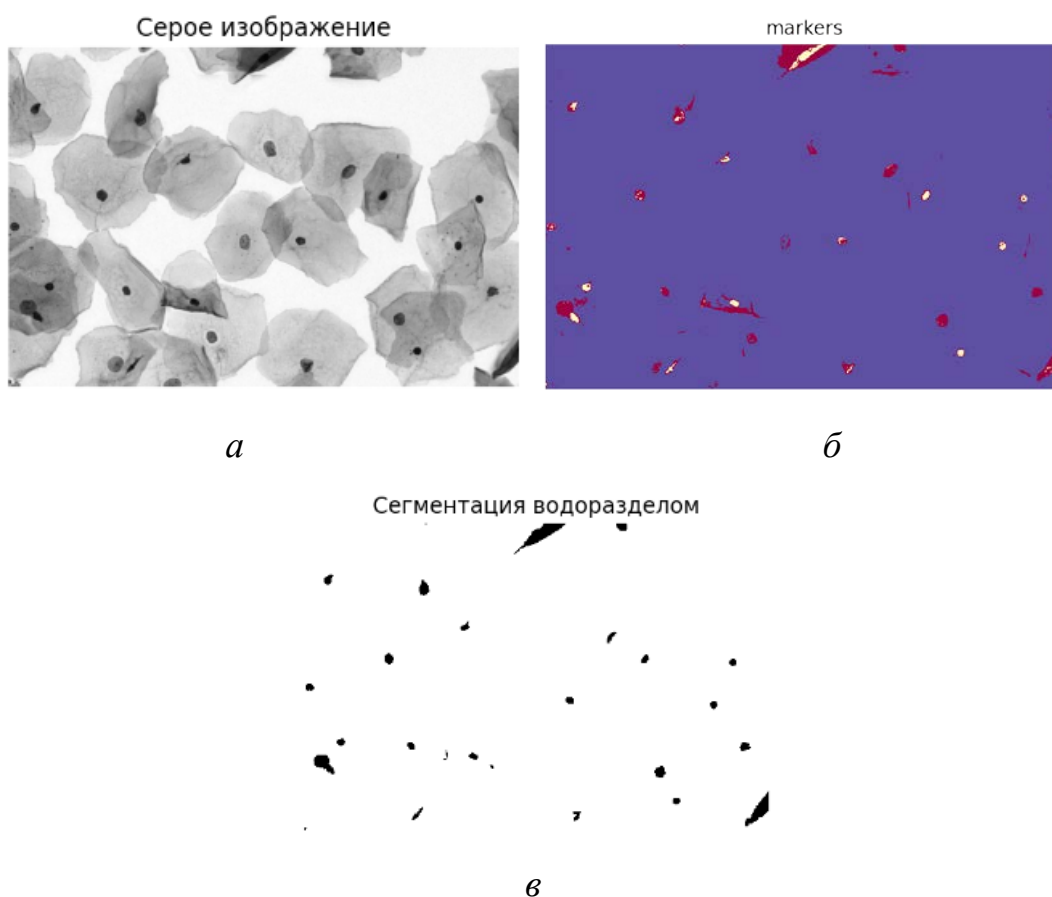 Серое изображение
markers
а
б
Сегментация водоразделом
в